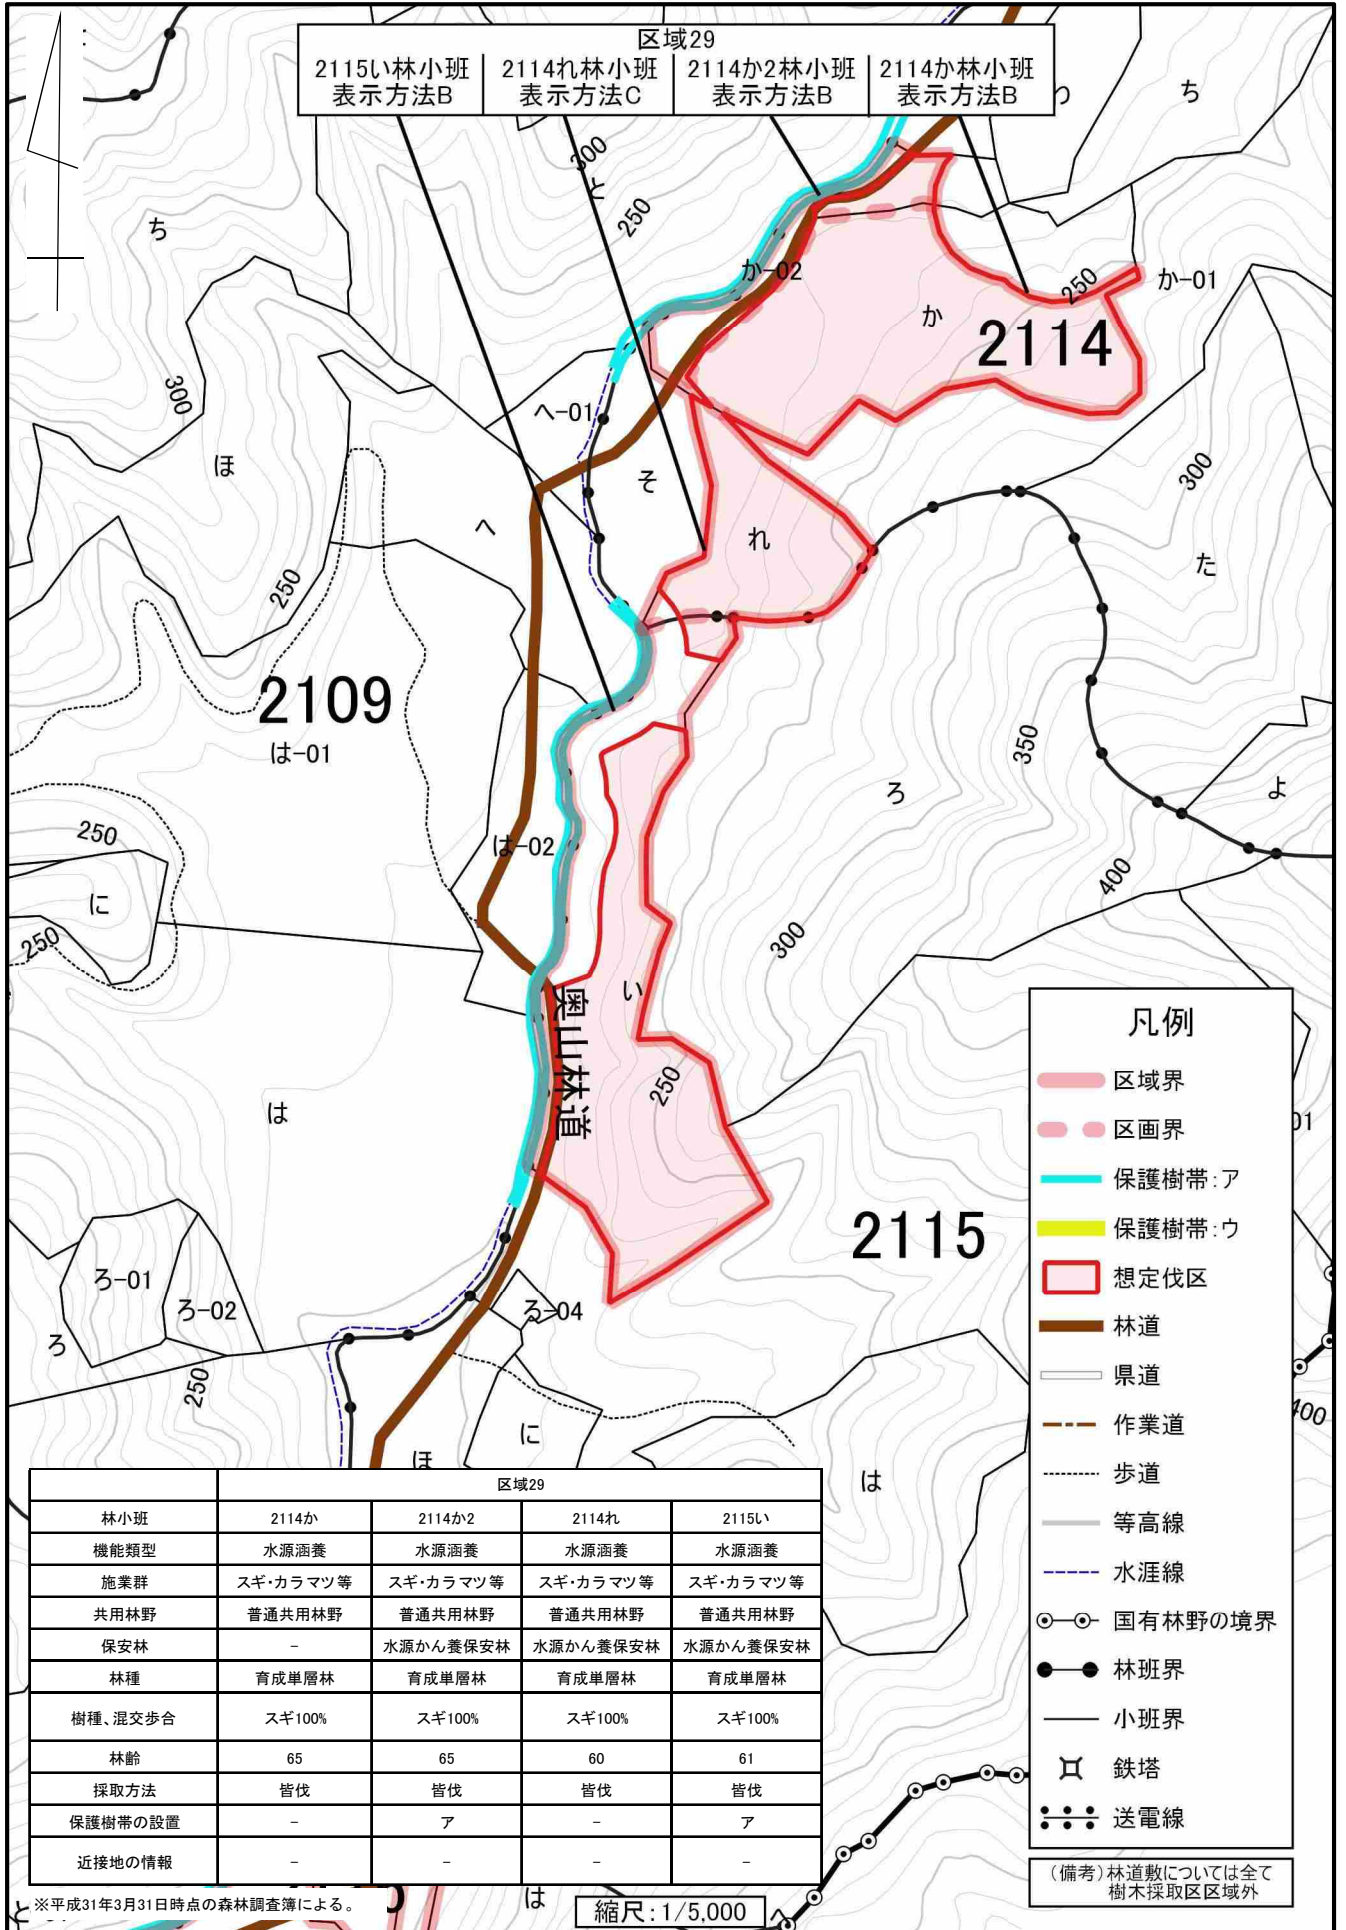 区域29
2115い林小班 2114れ林小班 2114か2林小班 2114か林小班
表示方法B 表示方法C 表示方法B 表示方法B
ち
300
と
250
ち
か-02
250
か-01
か
2114
300
へ-01
ほ
そ
300
へ
れ
250
た
2109
は-01
350
ろ
よ
250
は-02
400
に
250
300
い
奥山林道
250
は
2115
ろ-01
ろ-02
ろ-04
ろ
250
400
に
ほ
は
凡例
区域界
区画界
保護樹帯:ア
保護樹帯:ウ
想定伐区
林道
県道
作業道
歩道
等高線
水涯線
国有林野の境界
林班界
小班界
鉄塔
送電線
(備考)林道敷については全て
樹木採取区区域外
区域29
林小班 2114か 2114か2 2114れ 2115い
機能類型 水源涵養 水源涵養 水源涵養 水源涵養
施業群 スギ・カラマツ等 スギ・カラマツ等 スギ・カラマツ等 スギ・カラマツ等
共用林野 普通共用林野 普通共用林野 普通共用林野 普通共用林野
保安林 - 水源かん養保安林 水源かん養保安林 水源かん養保安林
林種 育成単層林 育成単層林 育成単層林 育成単層林
樹種、混交歩合 スギ100% スギ100% スギ100% スギ100%
林齢 65 65 60 61
採取方法 皆伐 皆伐 皆伐 皆伐
保護樹帯の設置 - ア - ア
近接地の情報 - - - -
※平成31年3月31日時点の森林調査簿による。
は
縮尺:1/5,000